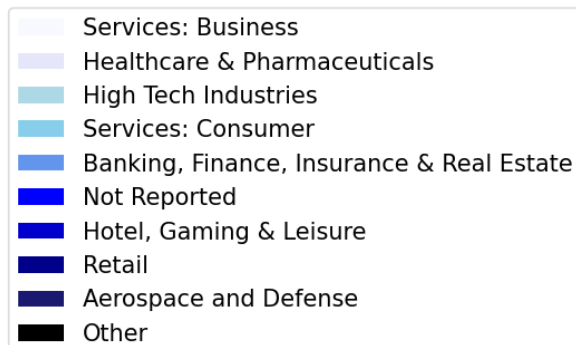 Services: Business
Healthcare & Pharmaceuticals
High Tech Industries
Services: Consumer
Banking, Finance, Insurance & Real Estate
Not Reported
Hotel, Gaming & Leisure
Retail
Aerospace and Defense
Other